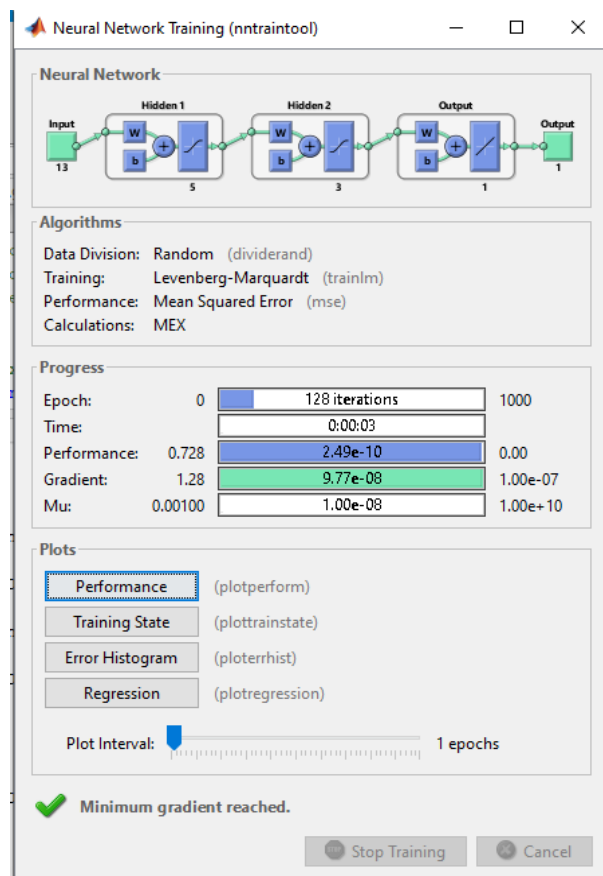 Neural Network Training (nntraintool)
Neural Network
Hidden 1 Hidden 2 Output
Input Output
W W W
b b b
13 5 3 1 1
Algorithms
Data Division: Random (dividerand)
Training: Levenberg-Marquardt (trainlm)
Performance: Mean Squared Error (mse)
Calculations: MEX
Progress
Epoch: 0 128 iterations 1000
Time: 0:00:03
Performance: 0.728 2.49e-10 0.00
Gradient: 1.28 9.77e-08 1.00e-07
Mu: 0.00100 1.00e-08 1.00e+10
Plots
Performance (plotperform)
Training State (plottrainstate)
Error Histogram (ploterrhist)
Regression (plotregression)
Plot Interval: 1 epochs
Minimum gradient reached.
Stop Training Cancel